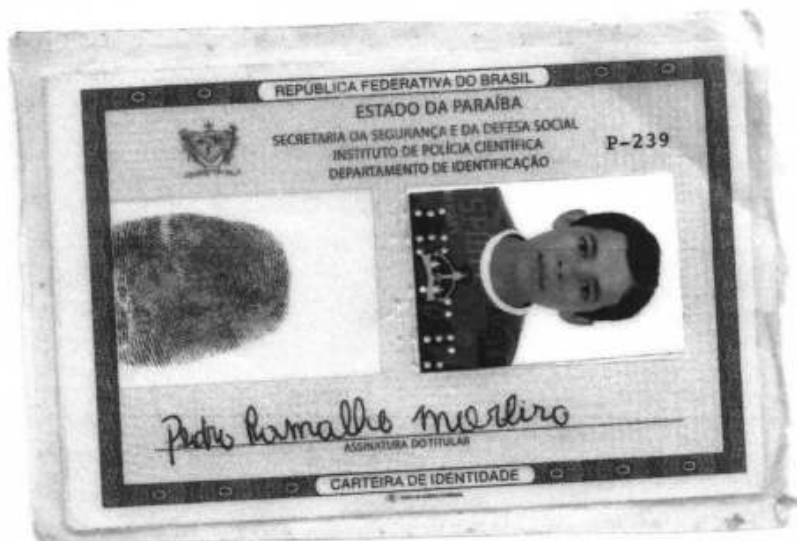 REPÚBLICA FEDERATIVA DO BRASIL
ESTADO DA PARAÍBA
SECRETARIA DA SEGURANÇA E DA DEFESA SOCIAL
INSTITUTO DE POLÍCIA CIENTÍFICA
DEPARTAMENTO DE IDENTIFICAÇÃO
P-239
Pedro Ramalho moreira
ASSINATURA DO TITULAR
CARTEIRA DE IDENTIDADE